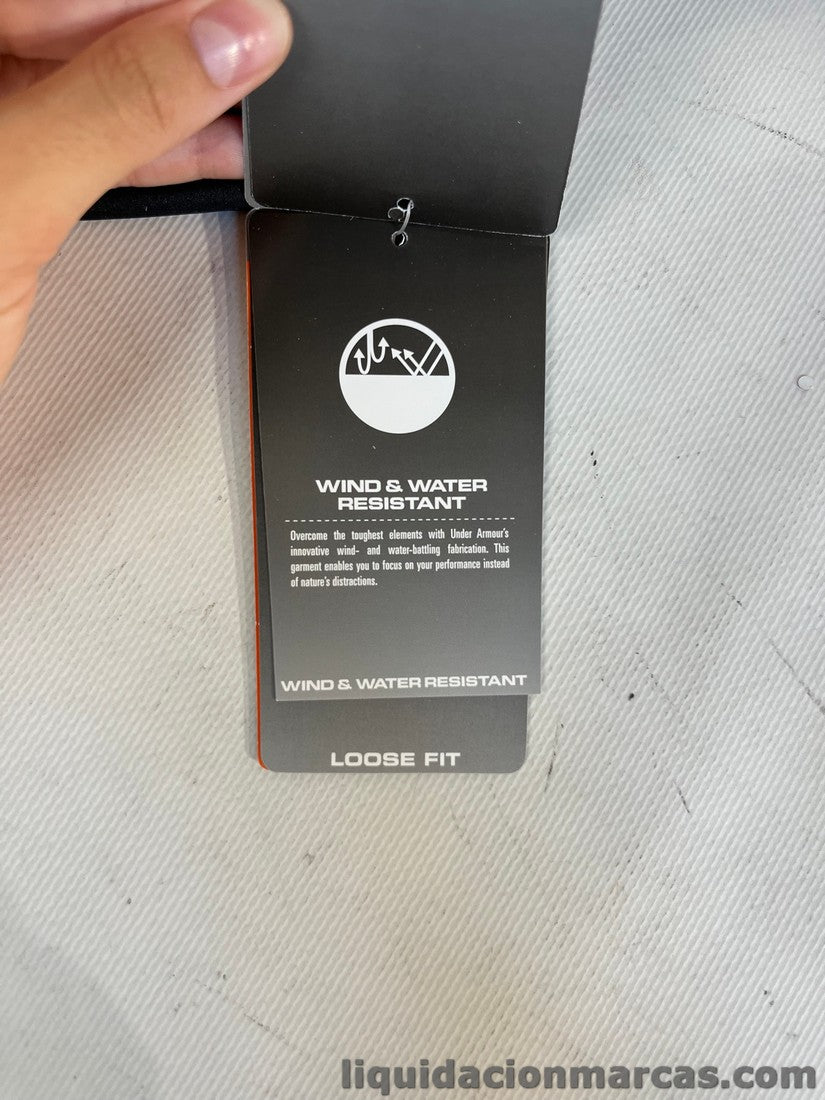 WIND & WATER
RESISTANT
Overcome the toughest elements with Under Armour's
innovative wind- and water-battling fabrication. This
garment enables you to focus on your performance instead
of nature's distractions.
WIND & WATER RESISTANT
LOOSE FIT
liquidacionmarcas.com